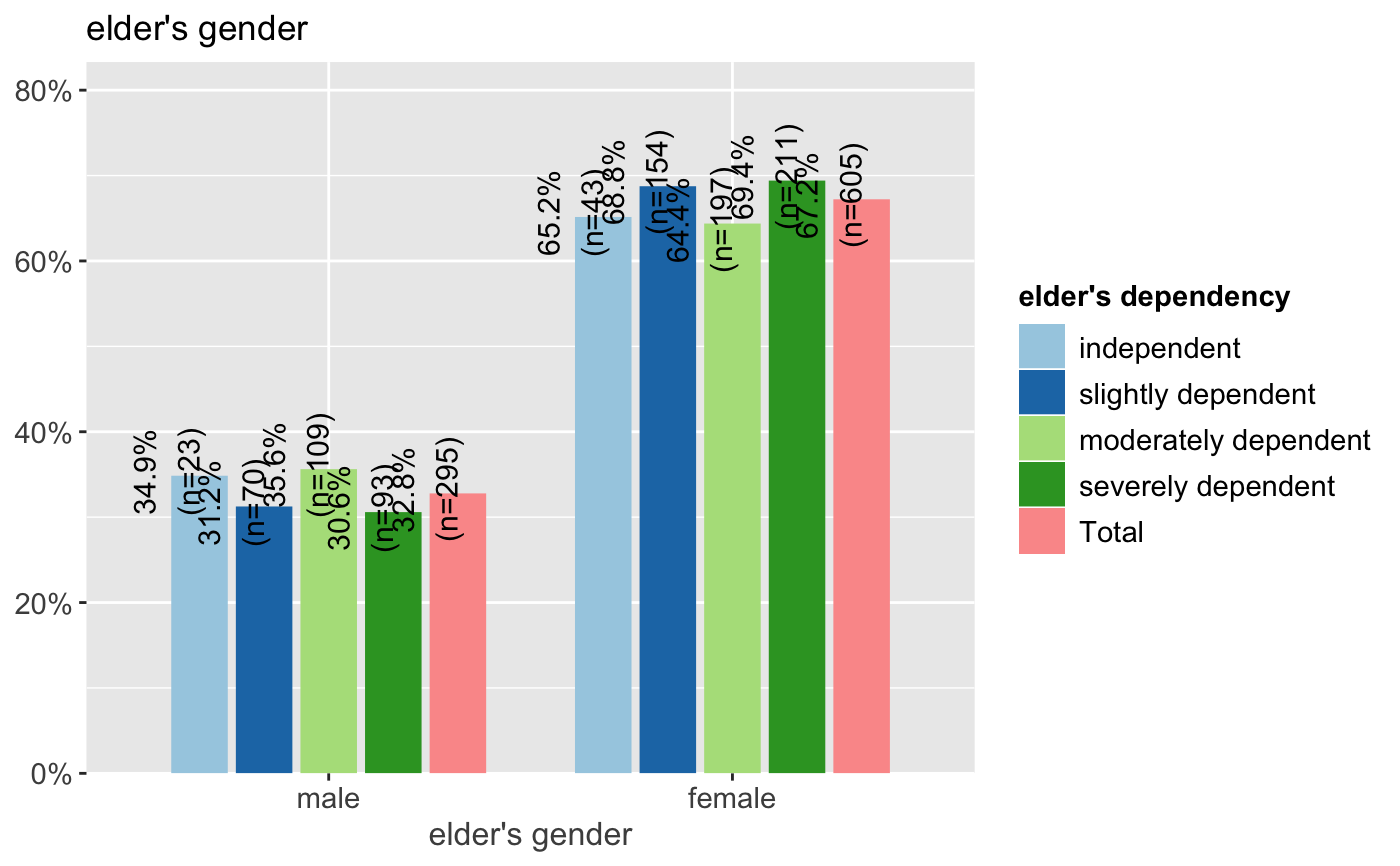 elder's gender
80%
60%
40%
20%
0%
34.9%
(n=23)
31.2%
(n=70)
35.6%
(n=109)
30.6%
(n=93)
32.8%
(n=295)
65.2%
(n=43)
68.8%
(n=154)
64.4%
(n=197)
69.4%
(n=211)
67.2%
(n=605)
male
female
elder's gender
elder's dependency
independent
slightly dependent
moderately dependent
severely dependent
Total